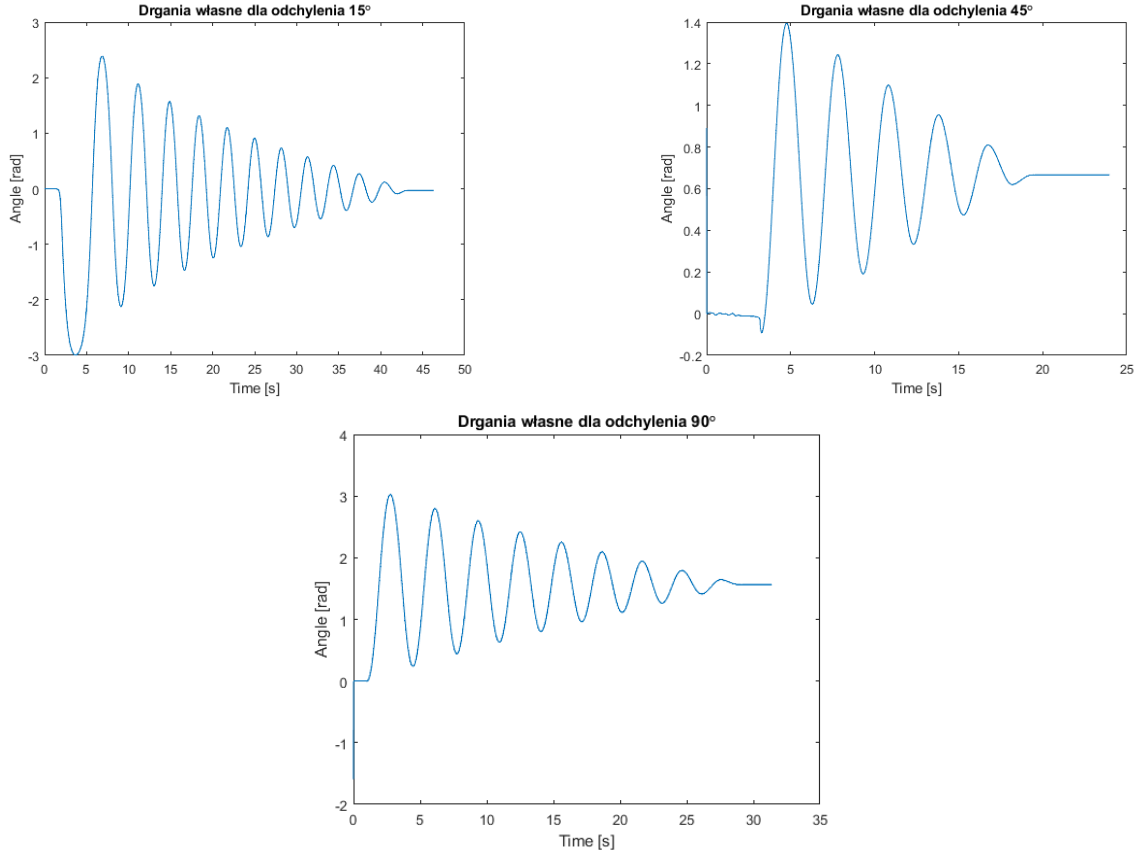 Drgania własne dla odchylenia 15°
3
2
1
0
-1
-2
-3
Angle [rad]
0 5 10 15 20 25 30 35 40 45 50
Time [s]
Drgania własne dla odchylenia 45°
1.4
1.2
1
0.8
0.6
0.4
0.2
0
-0.2
Angle [rad]
0 5 10 15 20 25
Time [s]
Drgania własne dla odchylenia 90°
4
3
2
1
0
-1
-2
Angle [rad]
0 5 10 15 20 25 30 35
Time [s]